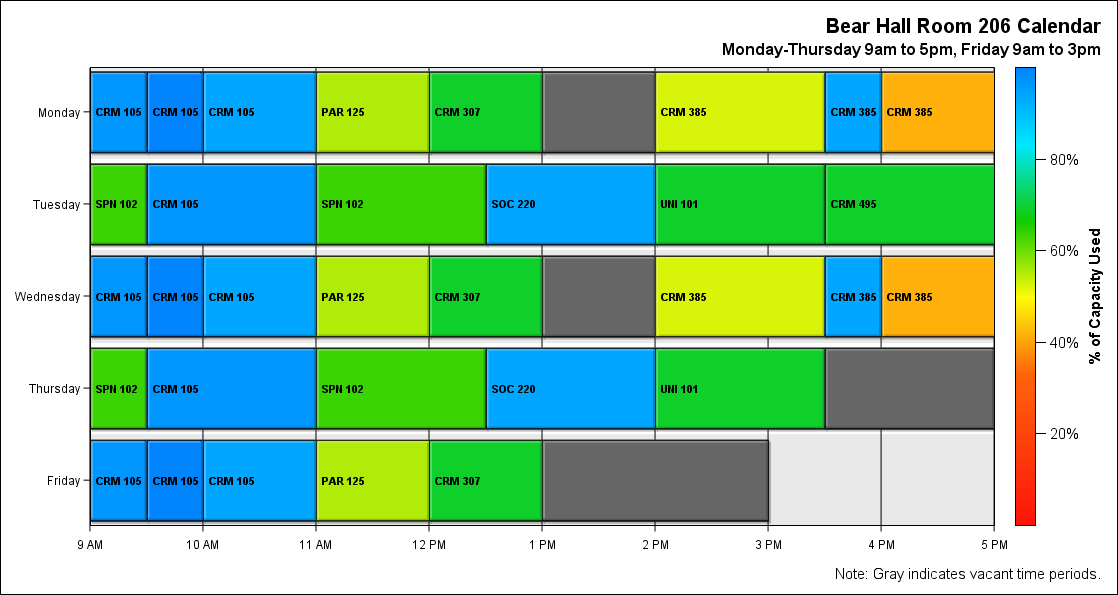 Bear Hall Room 206 Calendar
Monday-Thursday 9am to 5pm, Friday 9am to 3pm
Monday CRM 105 CRM 105 CRM 105 PAR 125 CRM 307 CRM 385 CRM 385 CRM 385
80%
Tuesday SPN 102 CRM 105 SPN 102 SOC 220 UNI 101 CRM 495
60%
Wednesday CRM 105 CRM 105 CRM 105 PAR 125 CRM 307 CRM 385 CRM 385 CRM 385
% of Capacity Used
40%
Thursday SPN 102 CRM 105 SPN 102 SOC 220 UNI 101
20%
Friday CRM 105 CRM 105 CRM 105 PAR 125 CRM 307
9 AM 10 AM 11 AM 12 PM 1 PM 2 PM 3 PM 4 PM 5 PM
Note: Gray indicates vacant time periods.